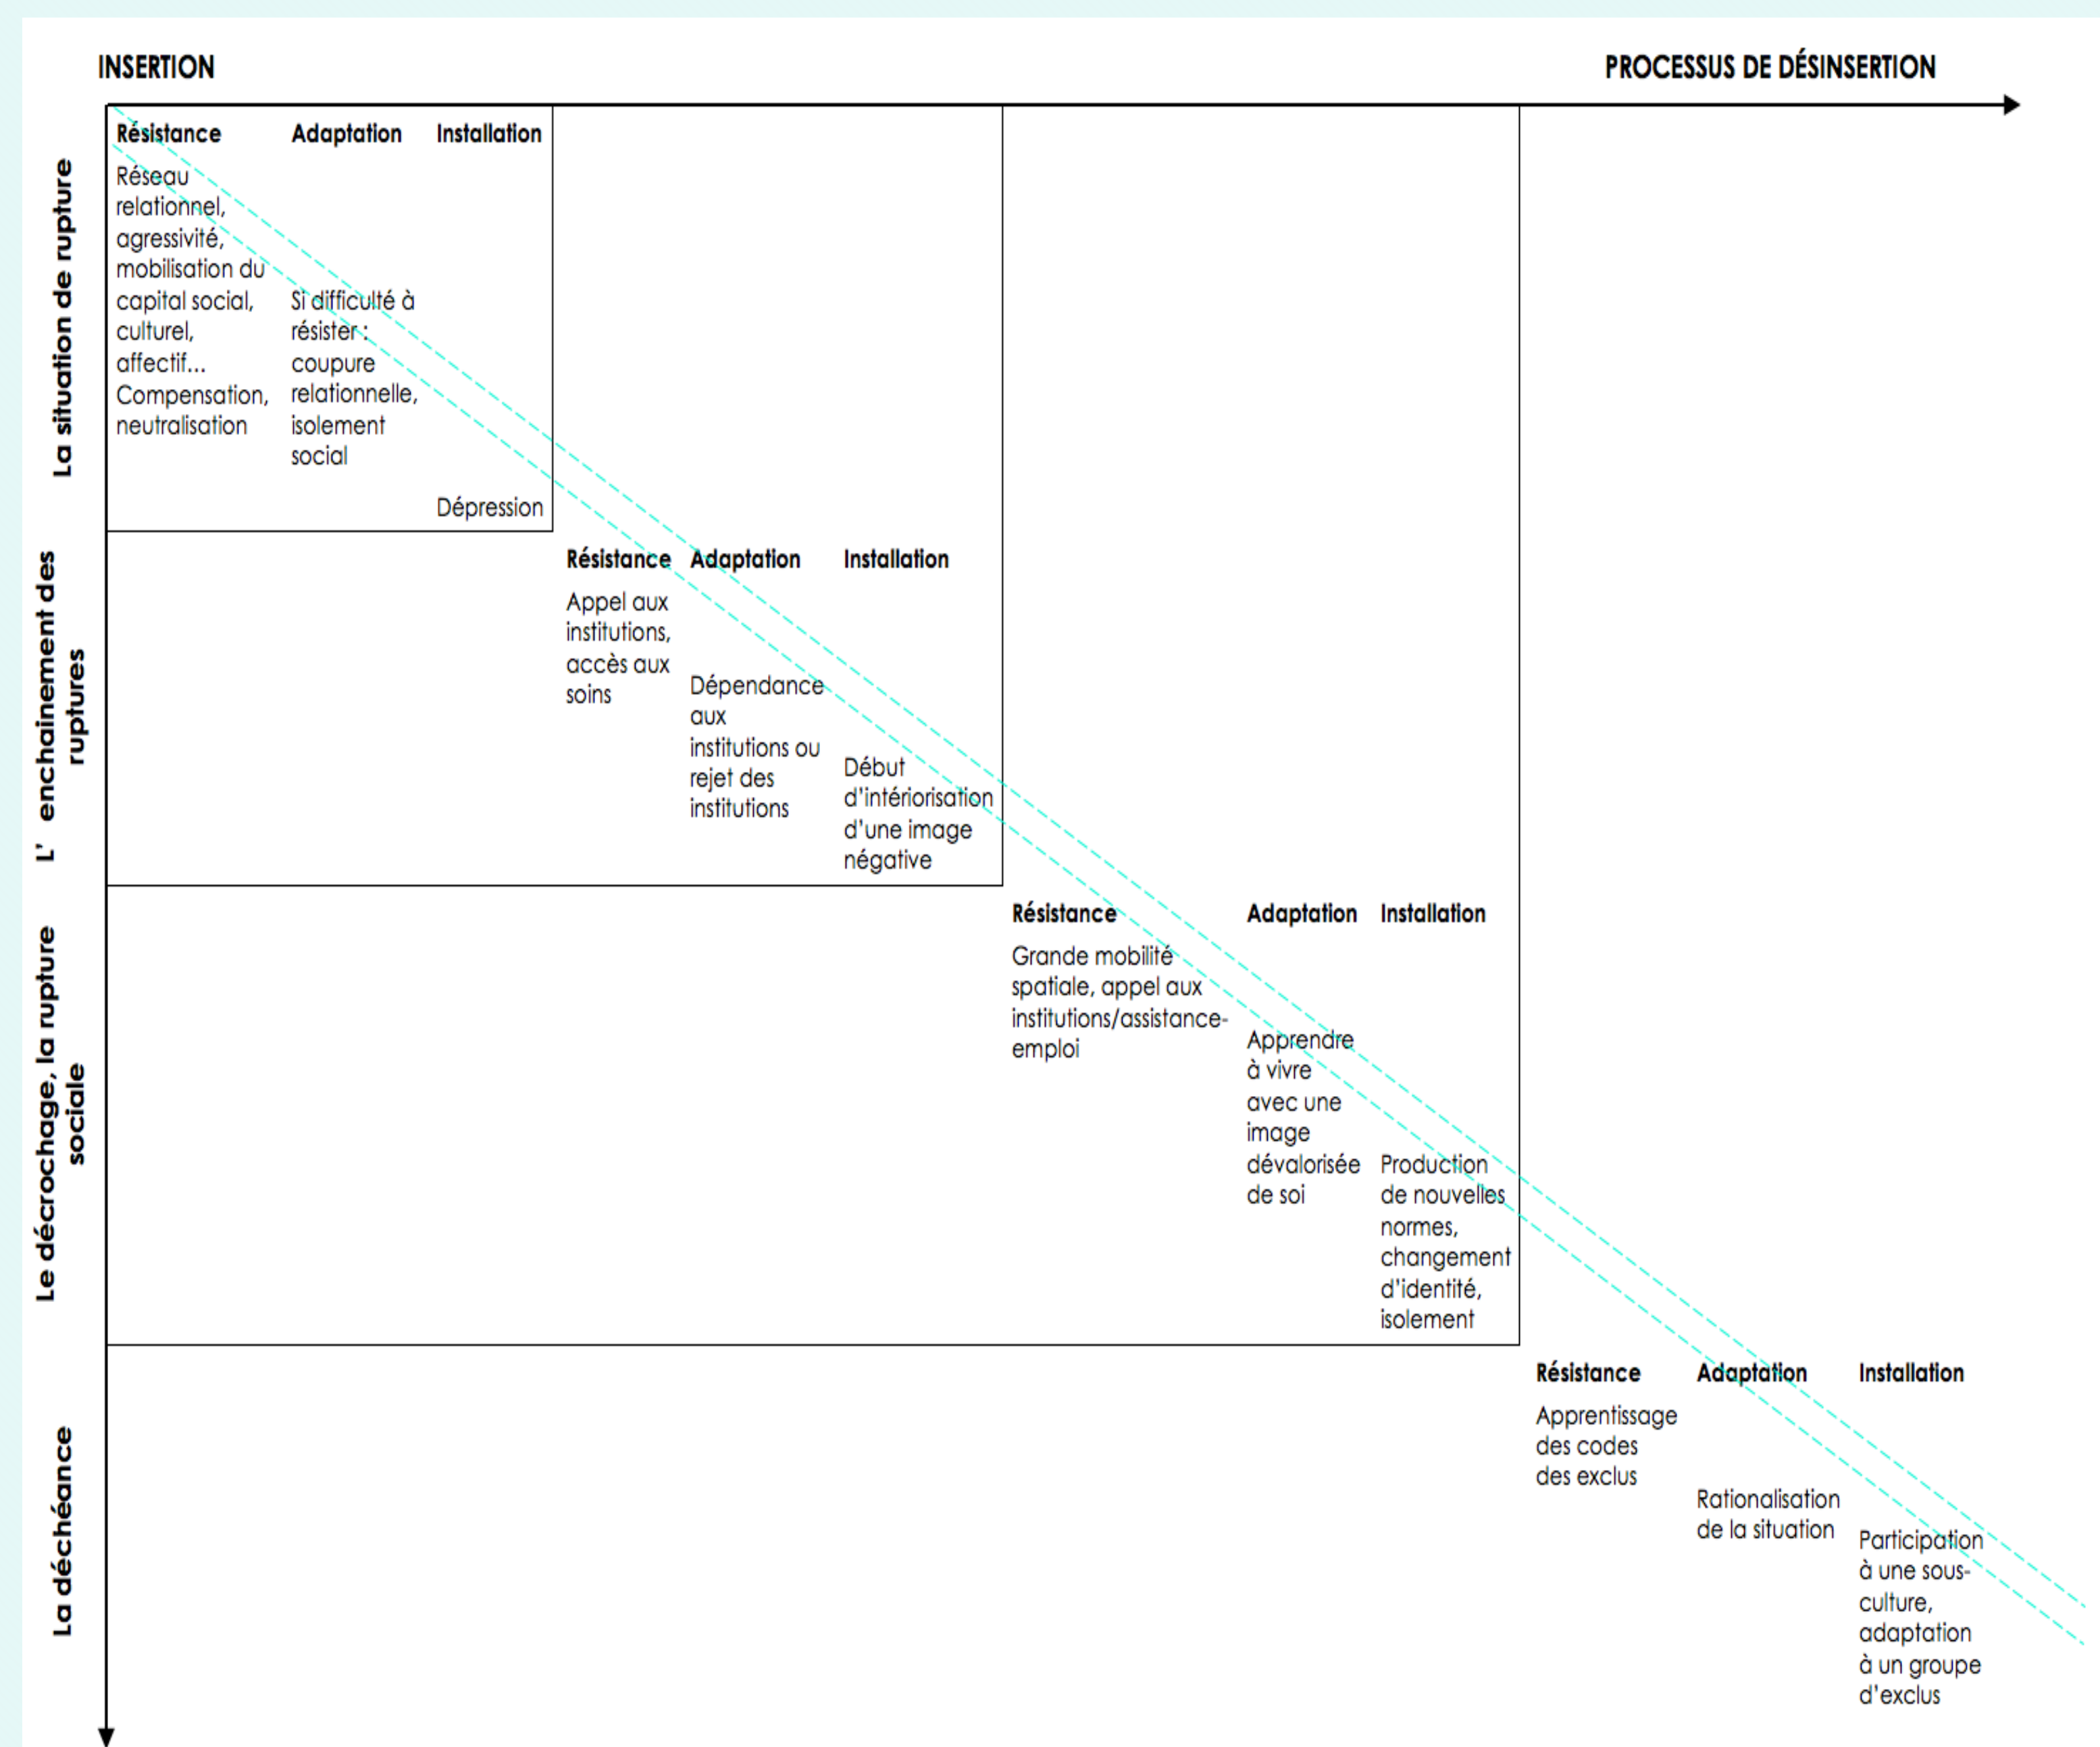 INSERTION
PROCESSUS DE DÉSINSERTION
La situation de rupture
Résistance
Réseau
relationnel,
agressivité,
mobilisation du
capital social,
culturel,
affectif...
Compensation,
neutralisation
Adaptation
Si difficulté à
résister :
coupure
relationnelle,
isolement
social
Installation
Dépression
L' enchainement des
ruptures
Résistance
Appel aux
institutions,
accès aux
soins
Adaptation
Dépendance
aux
institutions ou
rejet des
institutions
Installation
Début
d'intériorisation
d'une image
négative
Le décrochage, la rupture
sociale
Résistance
Grande mobilité
spatiale, appel aux
institutions/assistance-
emploi
Adaptation
Apprendre
à vivre
avec une
image
dévalorisée
de soi
Installation
Production
de nouvelles
normes,
changement
d'identité,
isolement
La déchéance
Résistance
Apprentissage
des codes
des exclus
Adaptation
Rationalisation
de la situation
Installation
Participation
à une sous-
culture,
adaptation
à un groupe
d'exclus